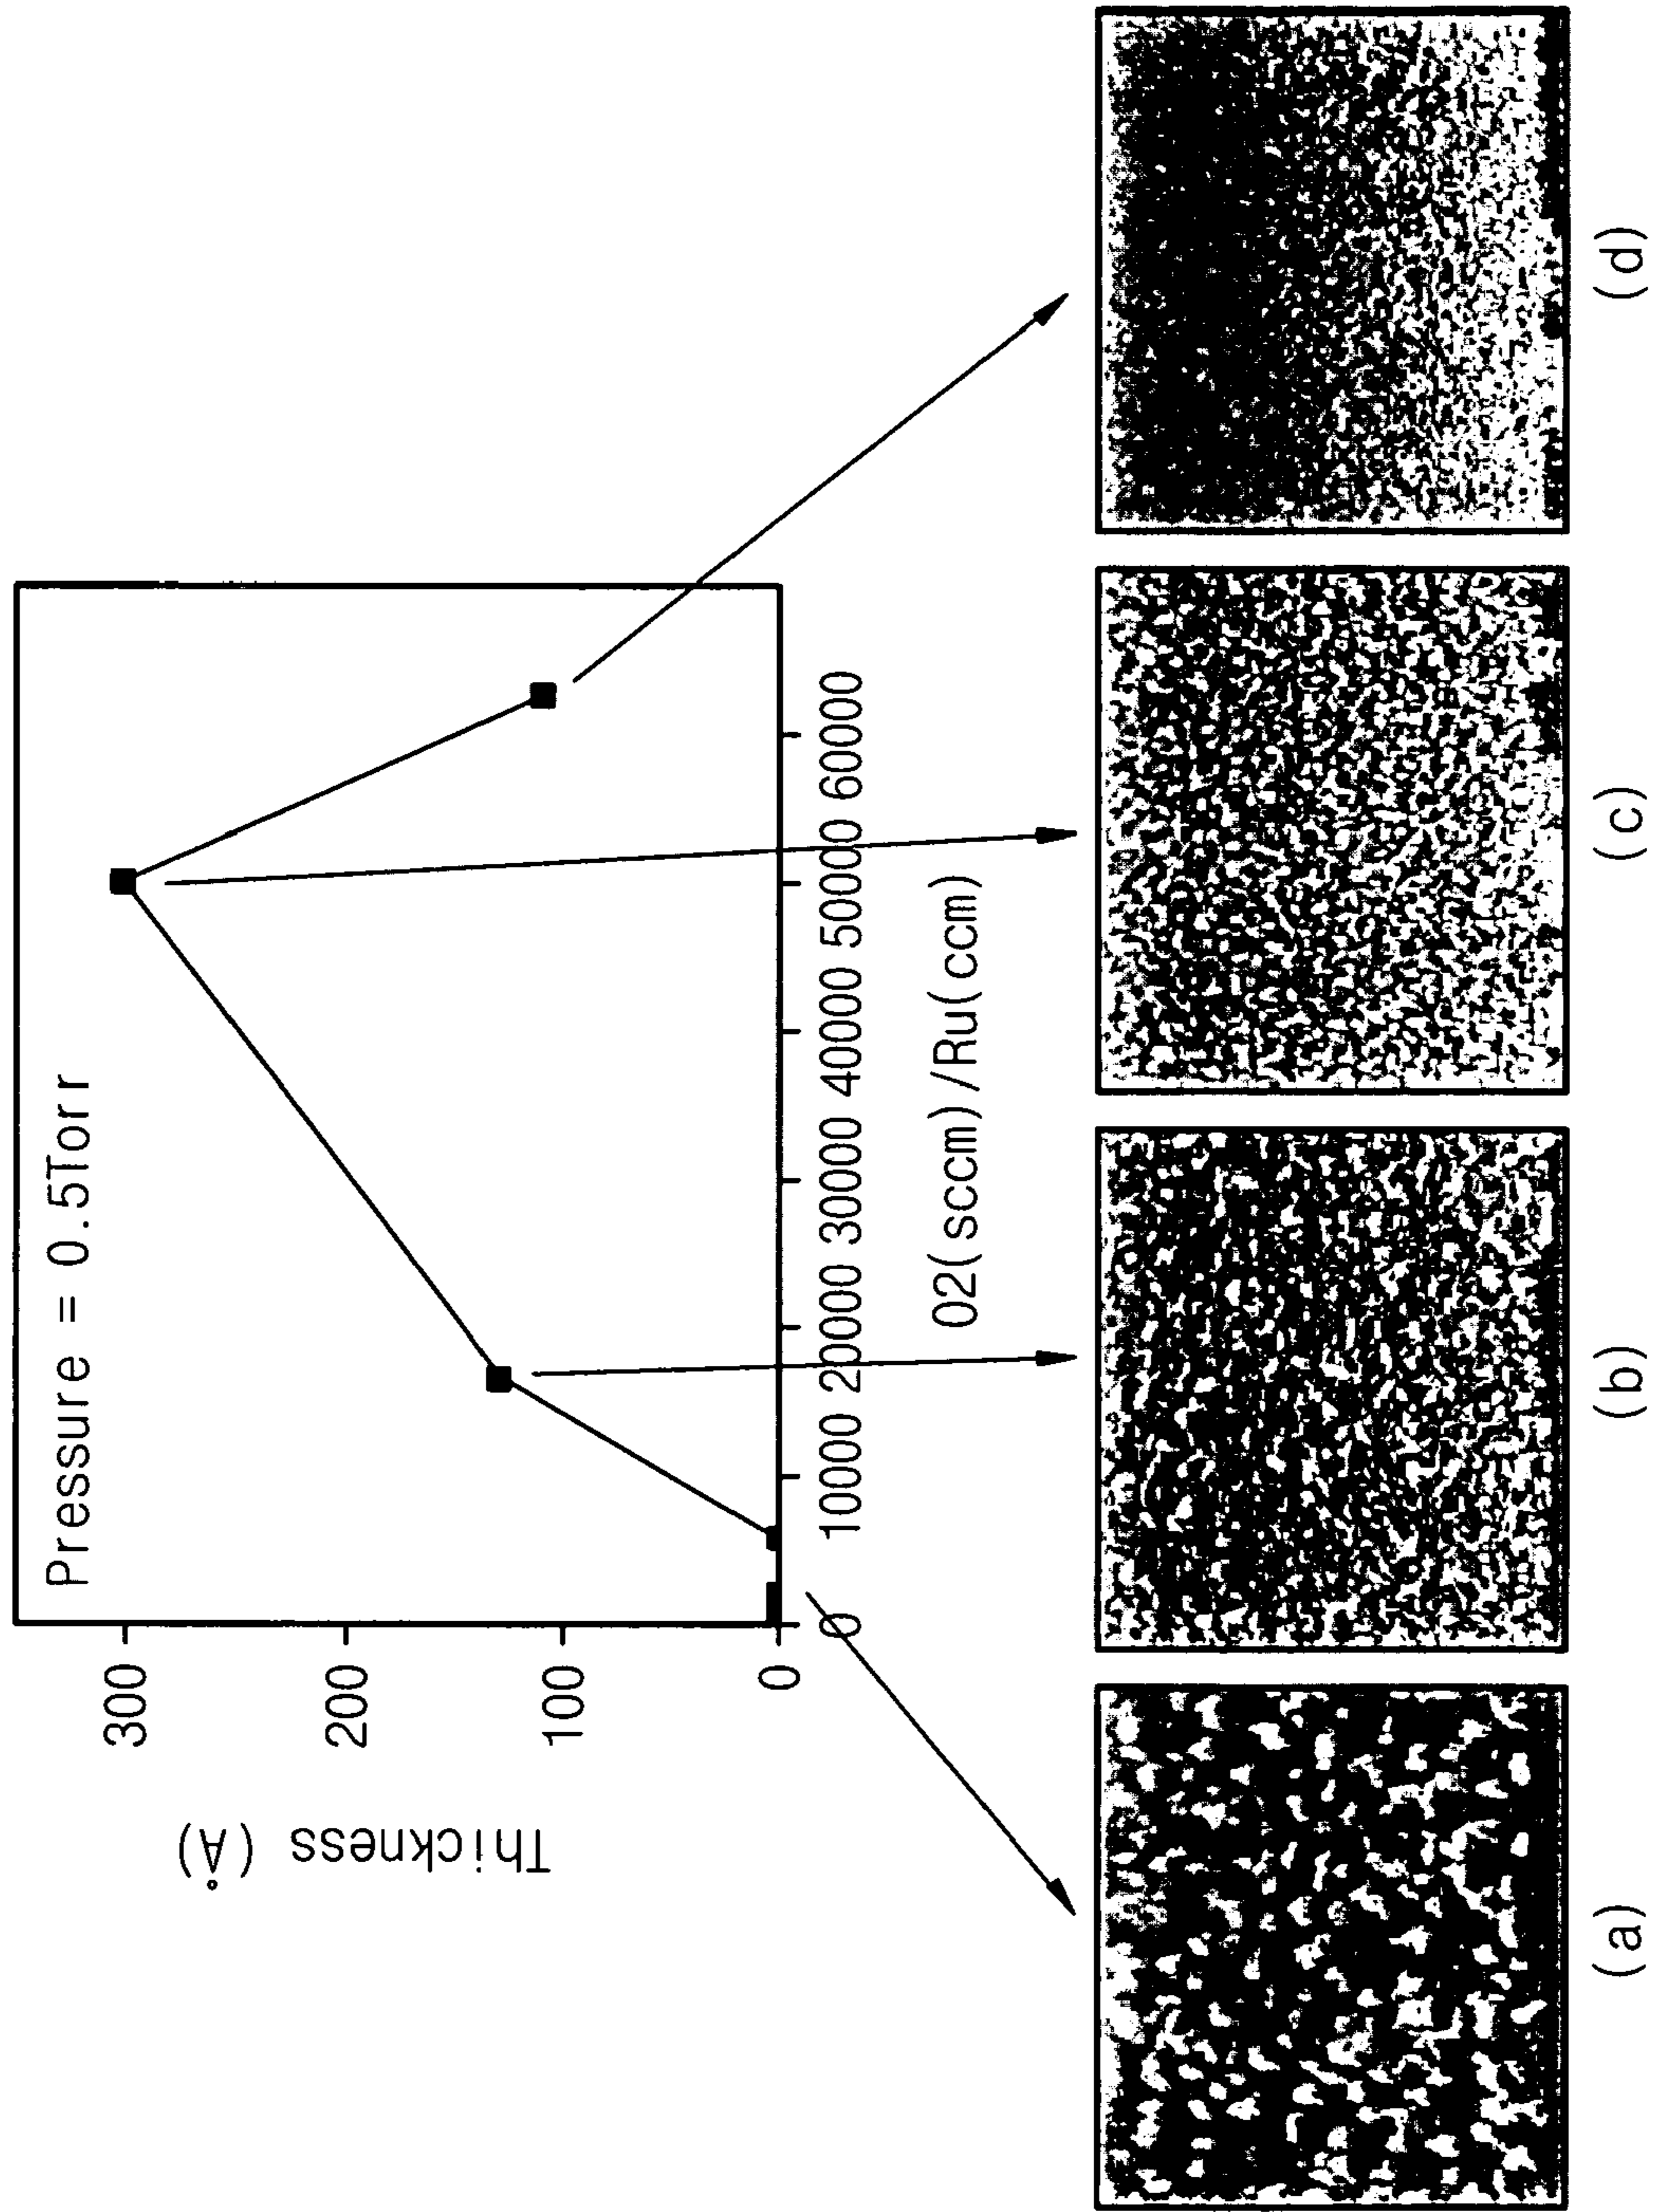 Pressure = 0.5Torr
Thickness (Å)
300
200
100
0
0 10000 20000 30000 40000 50000 60000
O2(sccm)/Ru(ccm)
(a) (b) (c) (d)